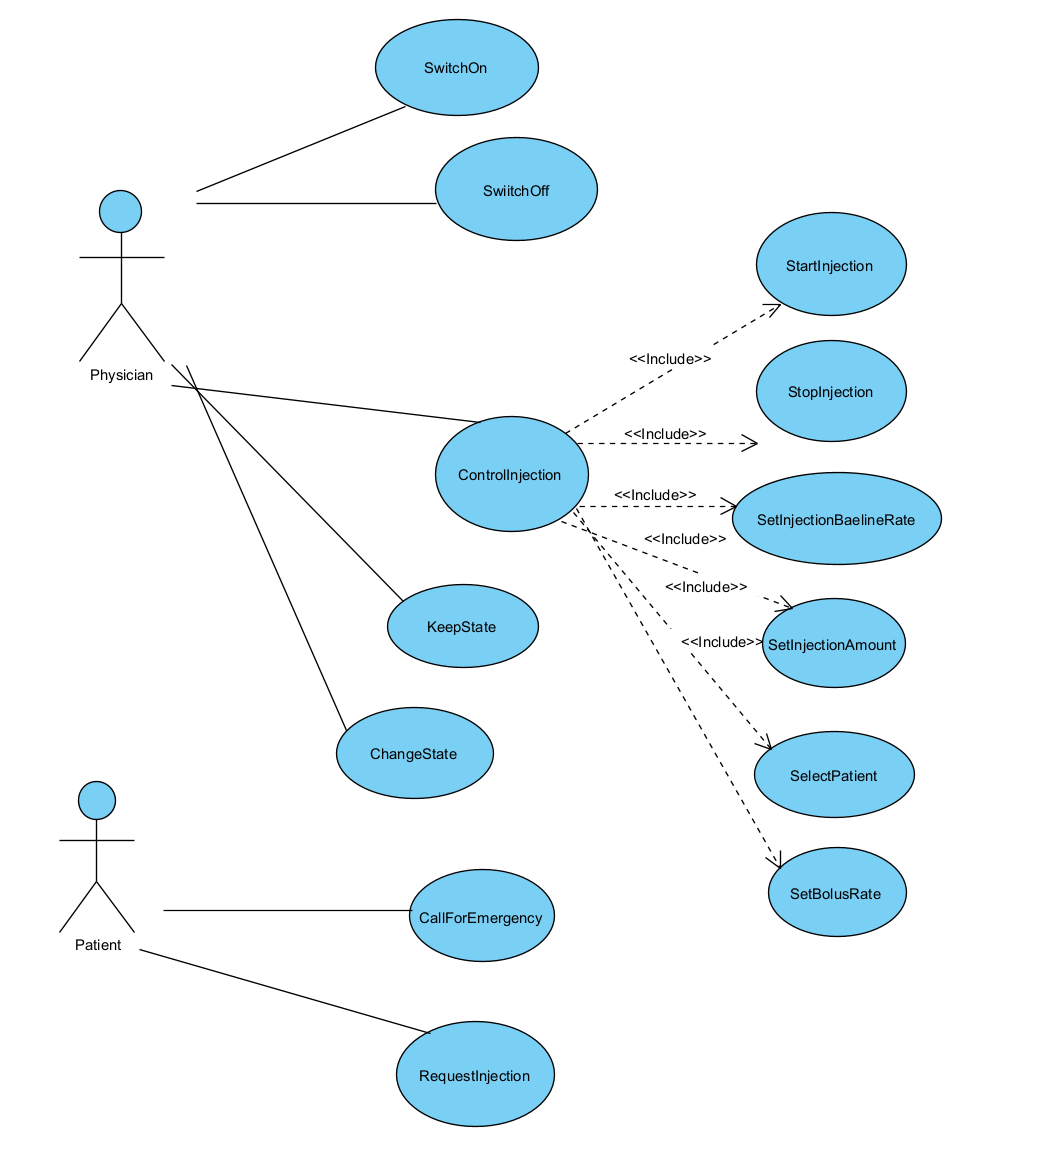 SwitchOn
SwiitchOff
StartInjection
<<Include>>
Physician
StopInjection
<<Include>>
ControlInjection
<<Include>>
SetInjectionBaelineRate
<<Include>>
<<Include>>
KeepState
<<Include>>
SetInjectionAmount
ChangeState
SelectPatient
SetBolusRate
CallForEmergency
Patient
RequestInjection